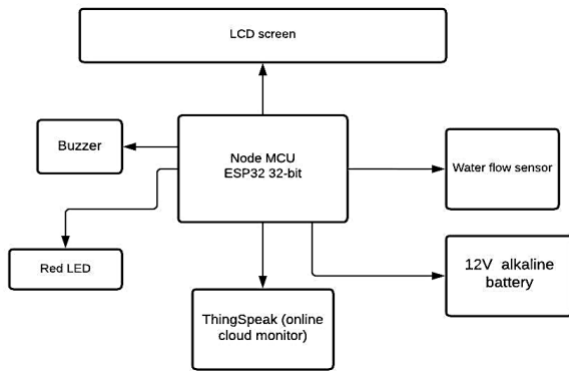 LCD screen
Buzzer
Node MCU
ESP32 32-bit
Water flow sensor
Red LED
12V alkaline
battery
ThingSpeak (online
cloud monitor)